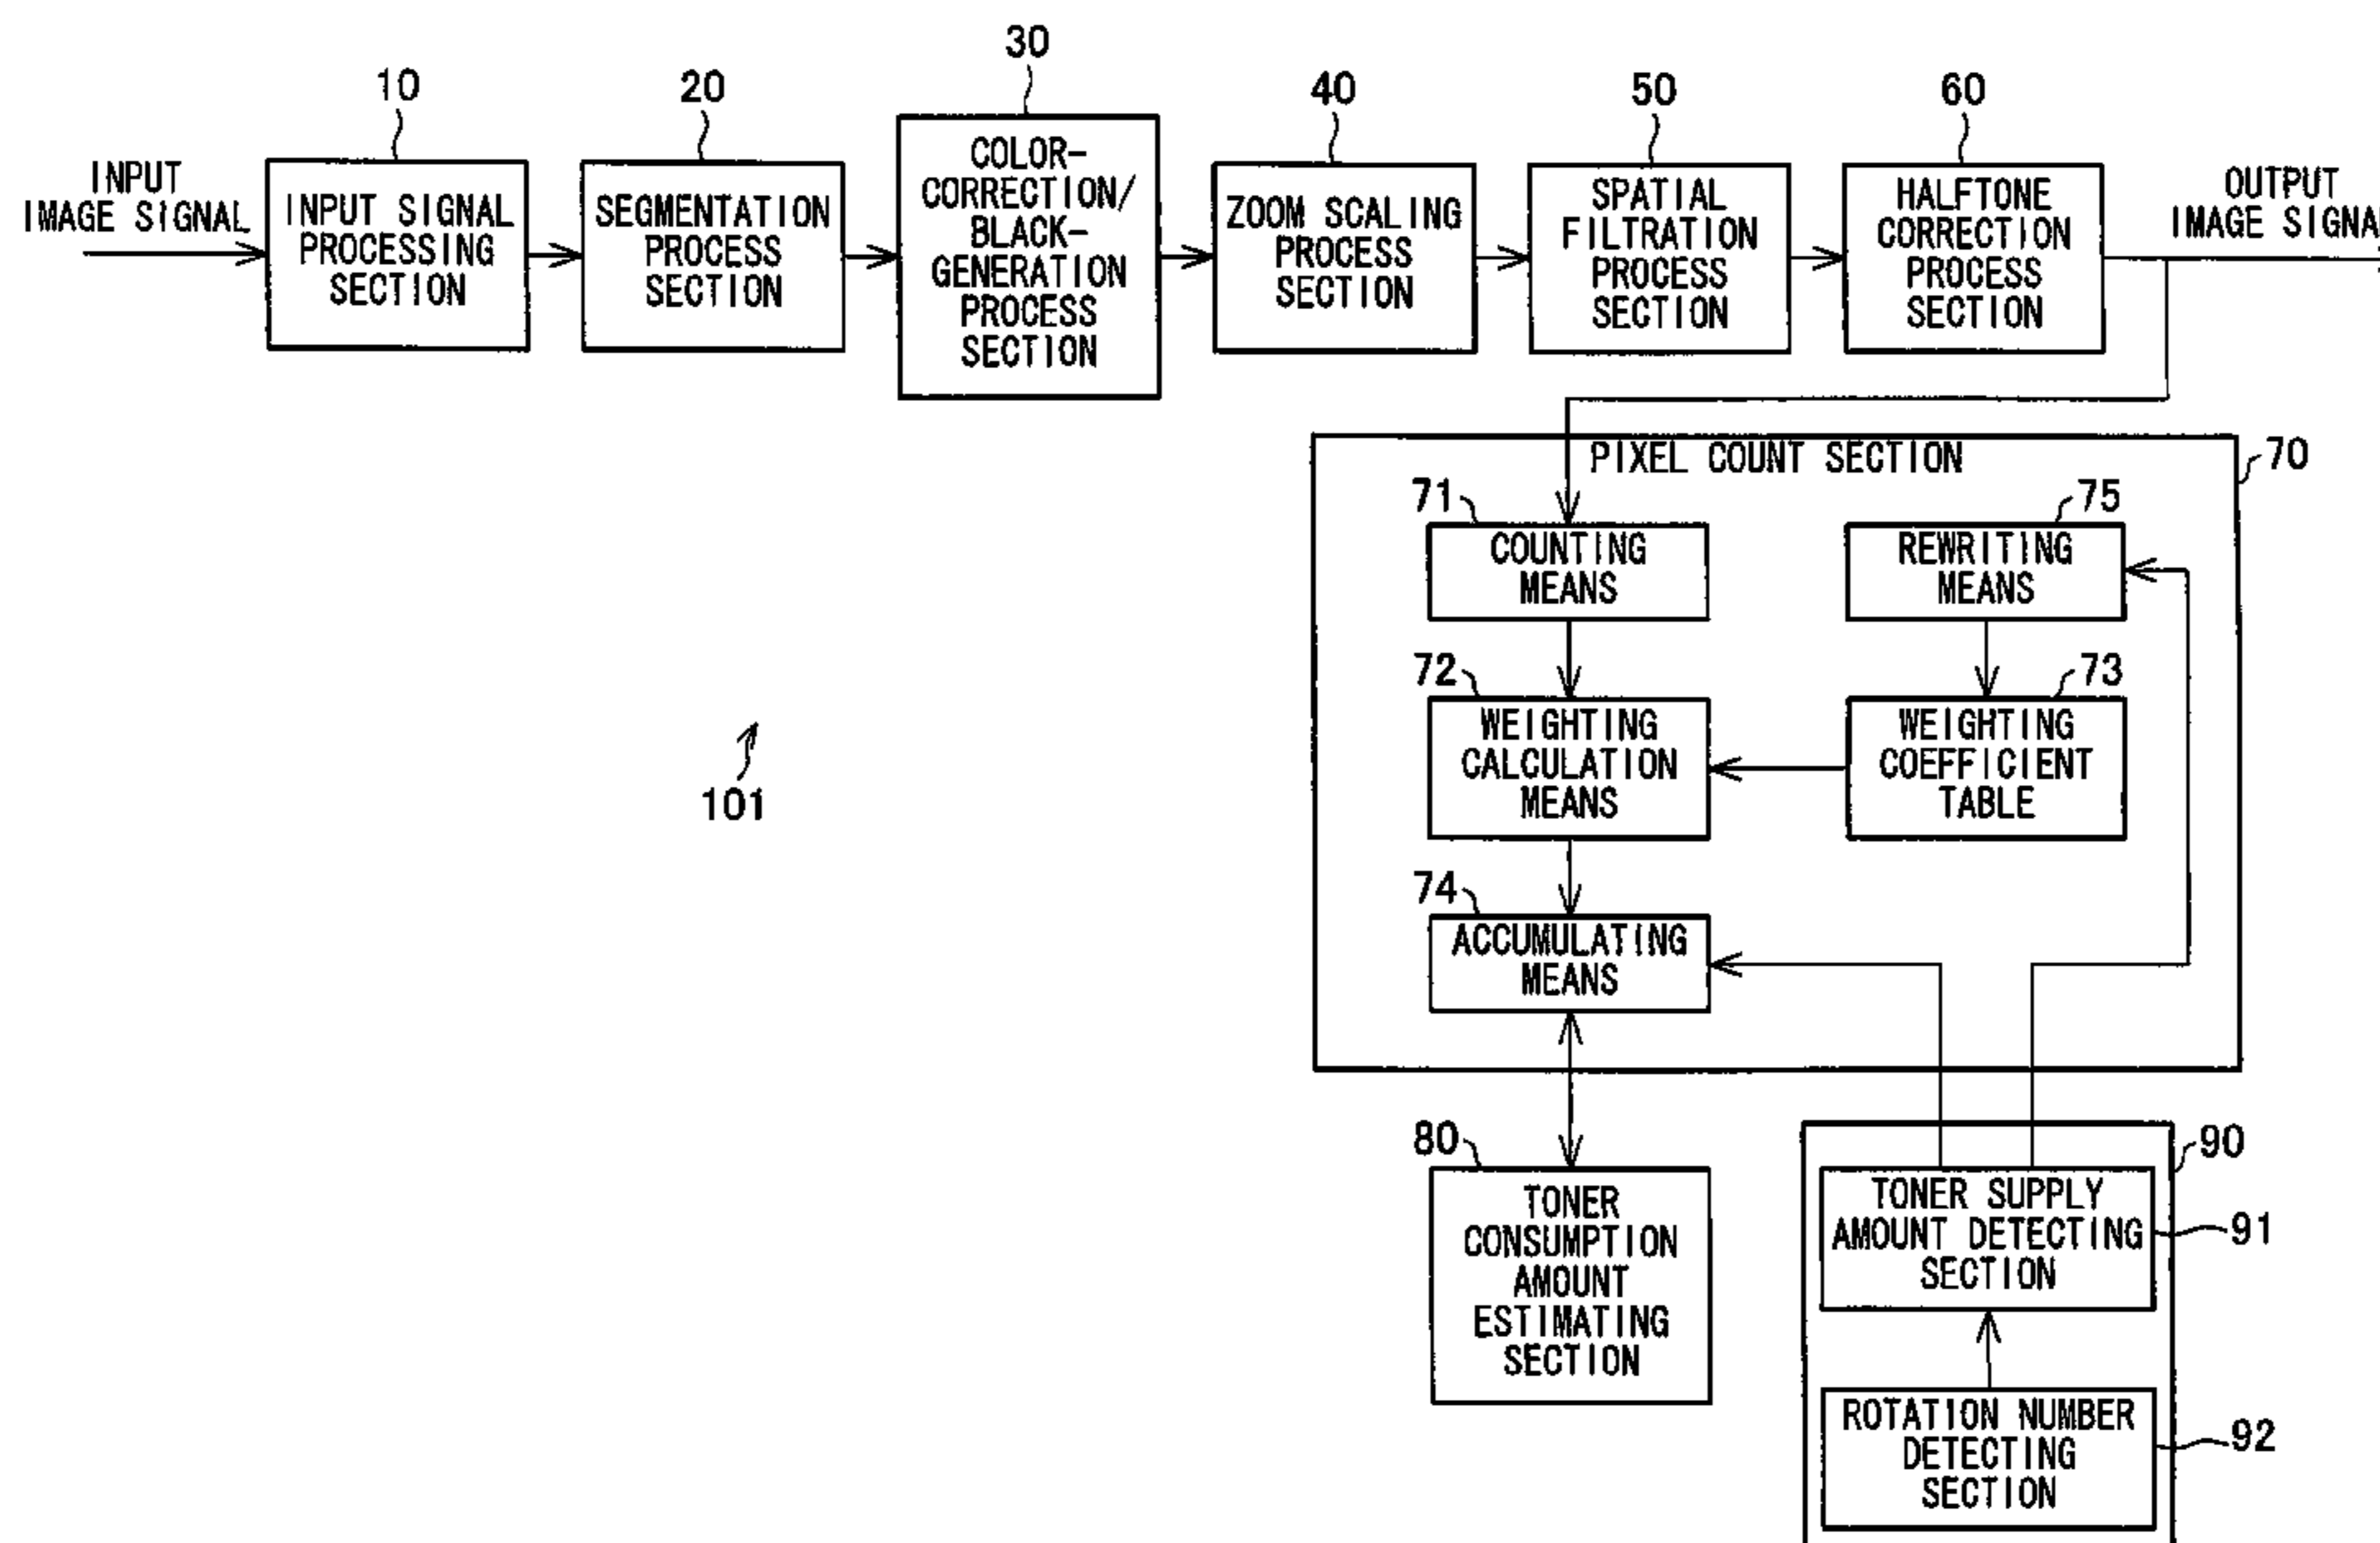 30
10
20
40
50
60
INPUT
IMAGE SIGNAL
INPUT SIGNAL
PROCESSING
SECTION
SEGMENTATION
PROCESS
SECTION
COLOR-
CORRECTION/
BLACK-
GENERATION
PROCESS
SECTION
ZOOM SCALING
PROCESS
SECTION
SPATIAL
FILTRATION
PROCESS
SECTION
HALFTONE
CORRECTION
PROCESS
SECTION
OUTPUT
IMAGE SIGNAL
PIXEL COUNT SECTION
70
71
COUNTING
MEANS
75
REWRITING
MEANS
72
WEIGHTING
CALCULATION
MEANS
73
WEIGHTING
COEFFICIENT
TABLE
101
74
ACCUMULATING
MEANS
80
TONER
CONSUMPTION
AMOUNT
ESTIMATING
SECTION
90
TONER SUPPLY
AMOUNT DETECTING
SECTION
91
ROTATION NUMBER
DETECTING
SECTION
92